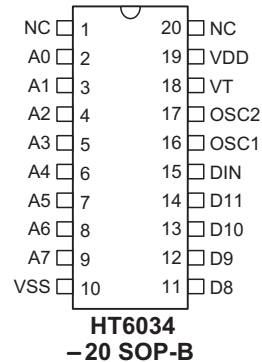 NC 1 20 NC
A0 2 19 VDD
A1 3 18 VT
A2 4 17 OSC2
A3 5 16 OSC1
A4 6 15 DIN
A5 7 14 D11
A6 8 13 D10
A7 9 12 D9
VSS 10 11 D8
HT6034
– 20 SOP-B